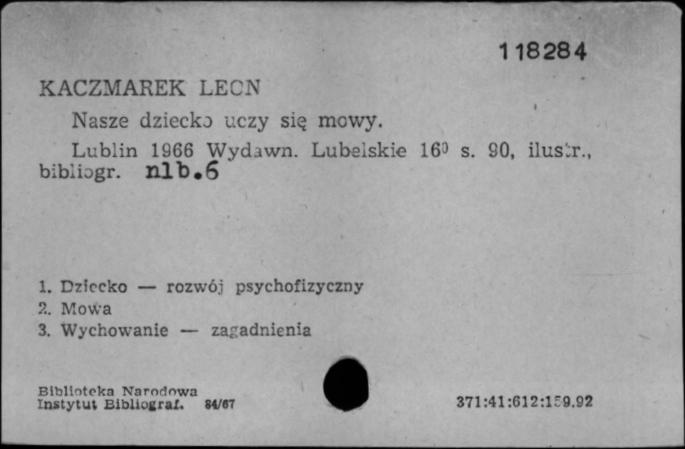 118284
KACZMAREK LEON
Nasze dziecko uczy się mowy.
Lublin 1966 Wydawn. Lubelskie 16⁰ s. 90, ilustr.,
bibliogr. nlb.6
1. Dziecko — rozwój psychofizyczny
2. Mowa
3. Wychowanie — zagadnienia
Biblioteka Narodowa
Instytut Bibliograf. 84/67
371:41:612:159.92